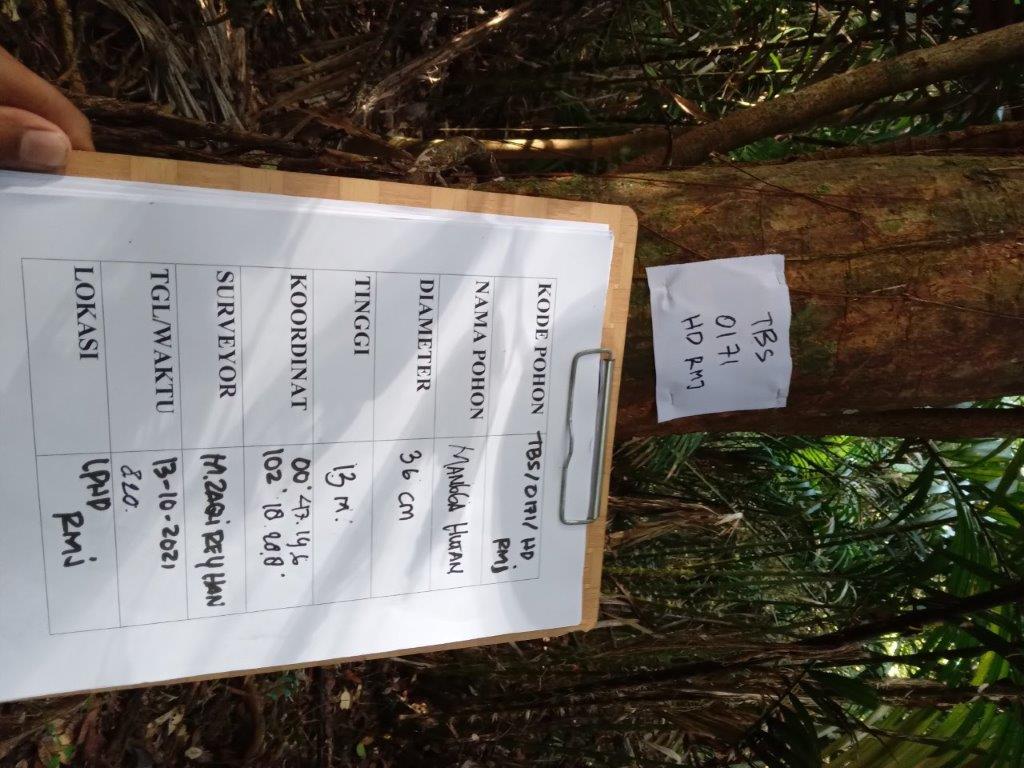 TBS
0171
HD RMJ
KODE POHON TBS/0171/ HD
RMJ
NAMA POHON MANGGA HUTAN
DIAMETER 36 cm
TINGGI 13 m.
KOORDINAT 00° 47. 19,6
102° 18. 20,8"
SURVEYOR M.ZAQI REYHAN
TGL/WAKTU 13-10-2021
820.
LOKASI LPHD
RMJ